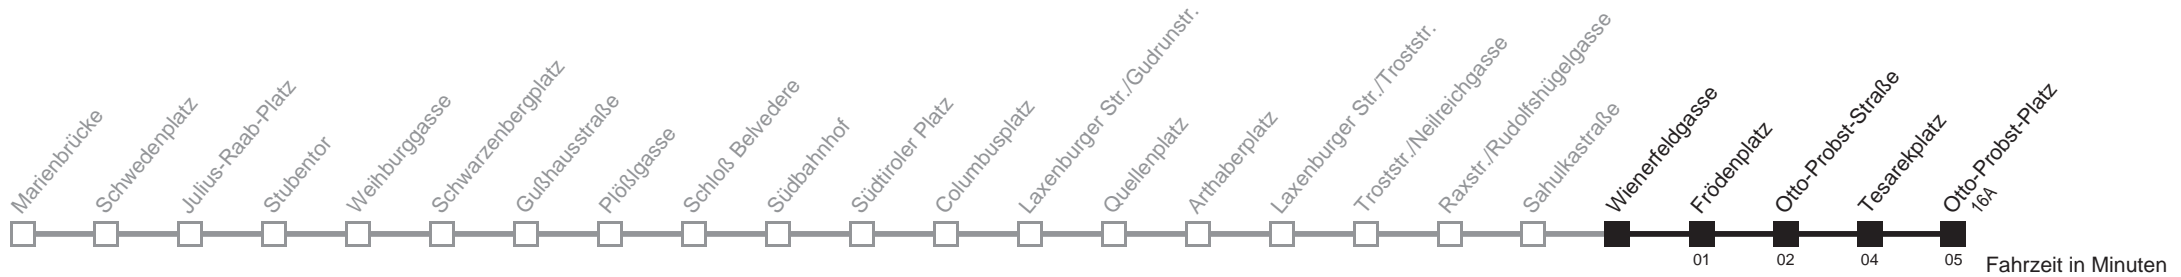 Marienbrücke
Schwedenplatz
Julius-Raab-Platz
Stubentor
Weihburggasse
Schwarzenbergplatz
Gußhausstraße
Plößlgasse
Schloß Belvedere
Südbahnhof
Südtiroler Platz
Columbusplatz
Laxenburger Str./Gudrunstr.
Quellenplatz
Arthaberplatz
Laxenburger Str./Troststr.
Troststr./Neilreichgasse
Raxstr./Rudolfshügelgasse
Sahulkastraße
Wienerfeldgasse
Frödenplatz
Otto-Probst-Straße
Tesarekplatz
Otto-Probst-Platz
16A
01 02 04 05 Fahrzeit in Minuten